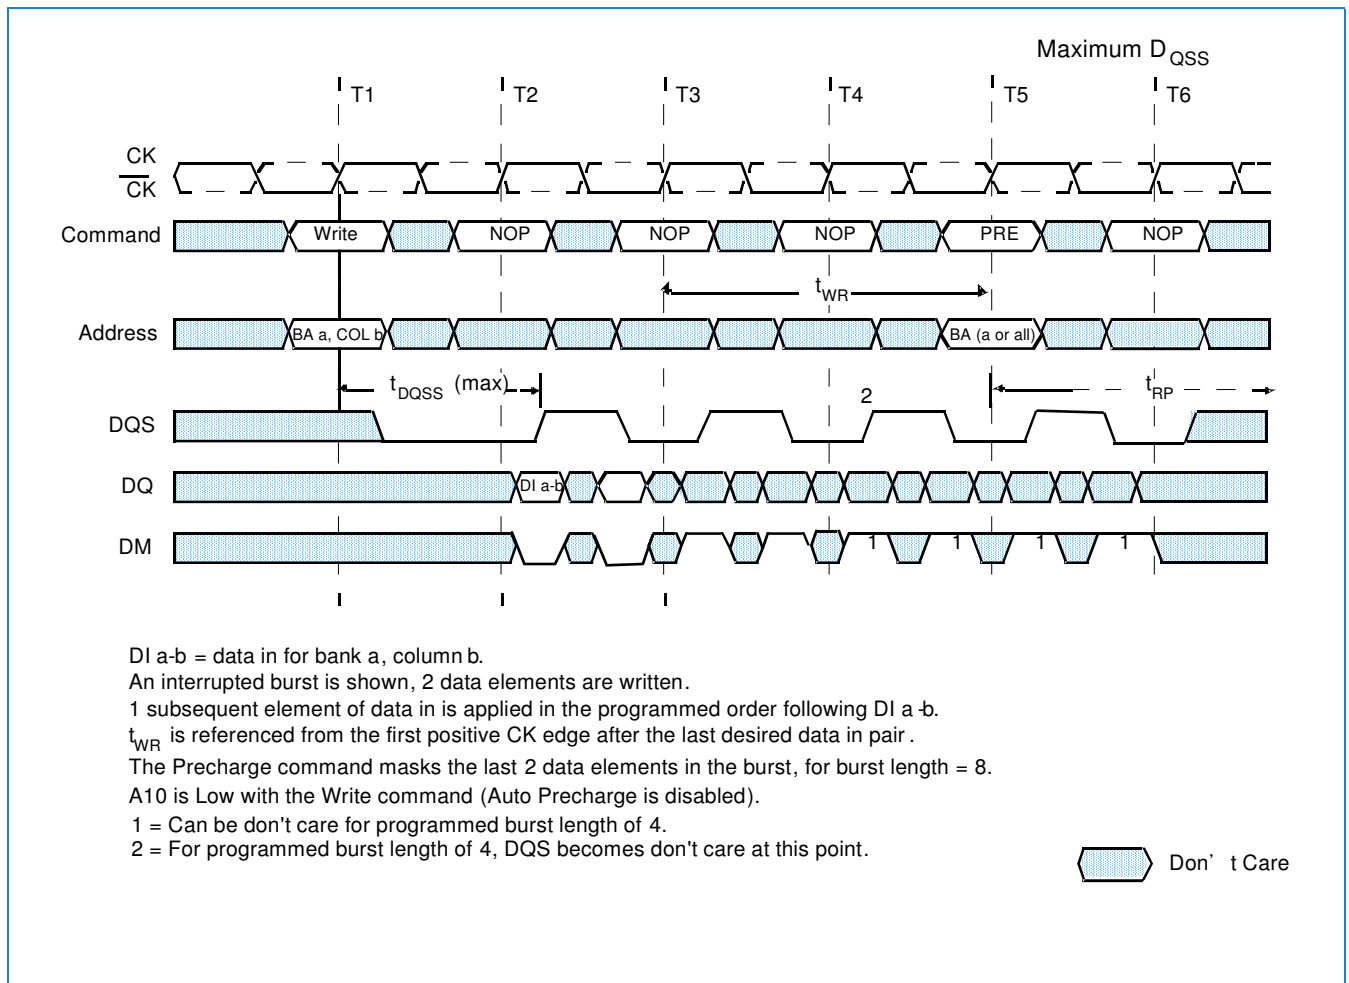 Maximum DQSS
T1 T2 T3 T4 T5 T6
CK
CK
Command Write NOP NOP NOP PRE NOP
tWR
Address BA a, COL b BA (a or all)
tDQSS (max) 2 tRP
DQS
DQ DI a-b
DM 1 1 1 1
DI a-b = data in for bank a, column b.
An interrupted burst is shown, 2 data elements are written.
1 subsequent element of data in is applied in the programmed order following DI a-b.
tWR is referenced from the first positive CK edge after the last desired data in pair.
The Precharge command masks the last 2 data elements in the burst, for burst length = 8.
A10 is Low with the Write command (Auto Precharge is disabled).
1 = Can be don't care for programmed burst length of 4.
2 = For programmed burst length of 4, DQS becomes don't care at this point.
Don’ t Care